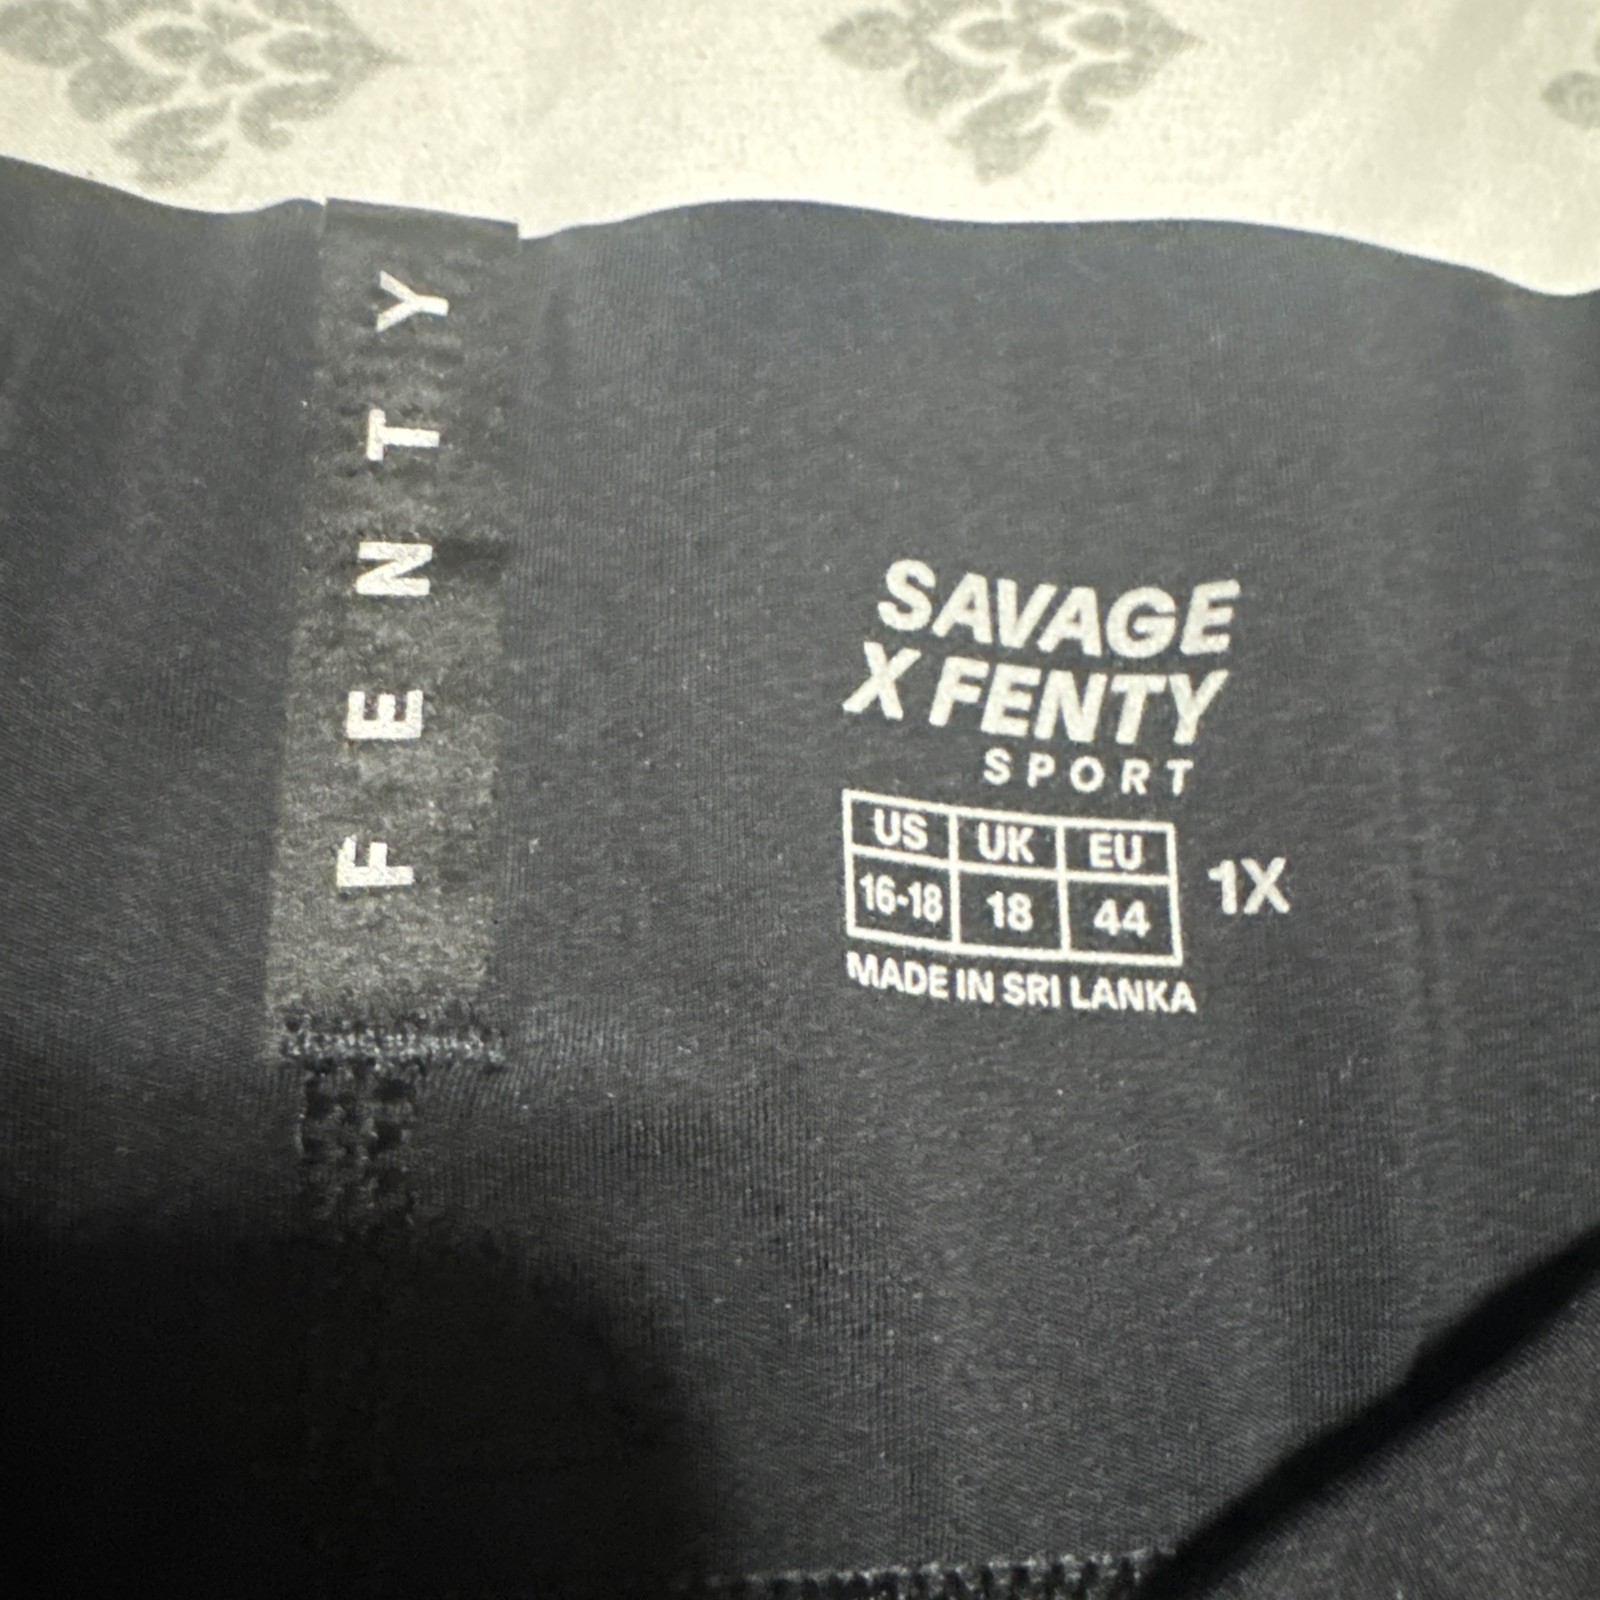 FENTY
SAVAGE
X FENTY
SPORT
US UK EU
16-18 18 44 1X
MADE IN SRI LANKA